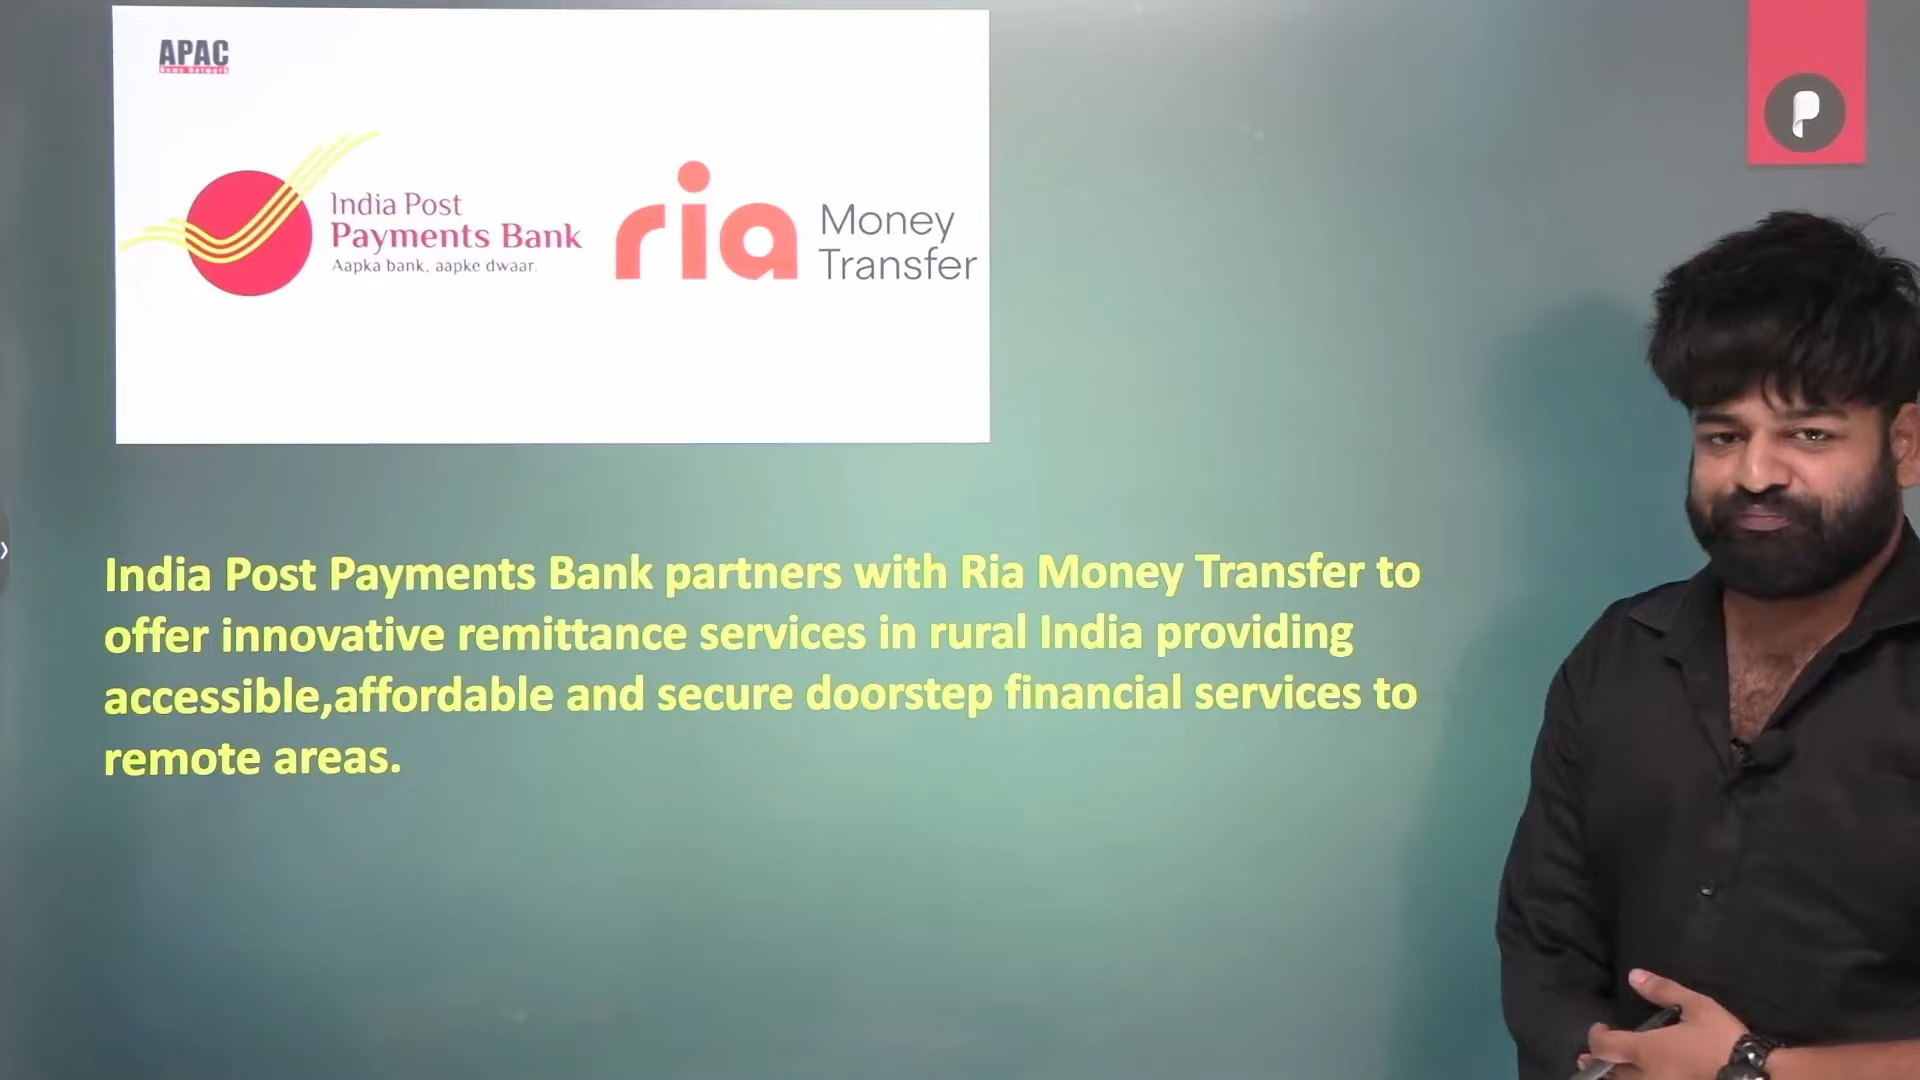 APAC
News Network
India Post
Payments Bank
Aapka bank, aapke dwaar.
ria
Money
Transfer
P
India Post Payments Bank partners with Ria Money Transfer to
offer innovative remittance services in rural India providing
accessible,affordable and secure doorstep financial services to
remote areas.